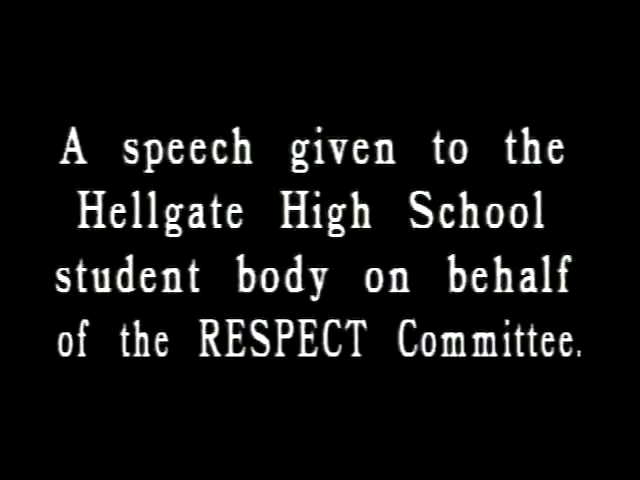 A speech given to the
Hellgate High School
student body on behalf
of the RESPECT Committee.